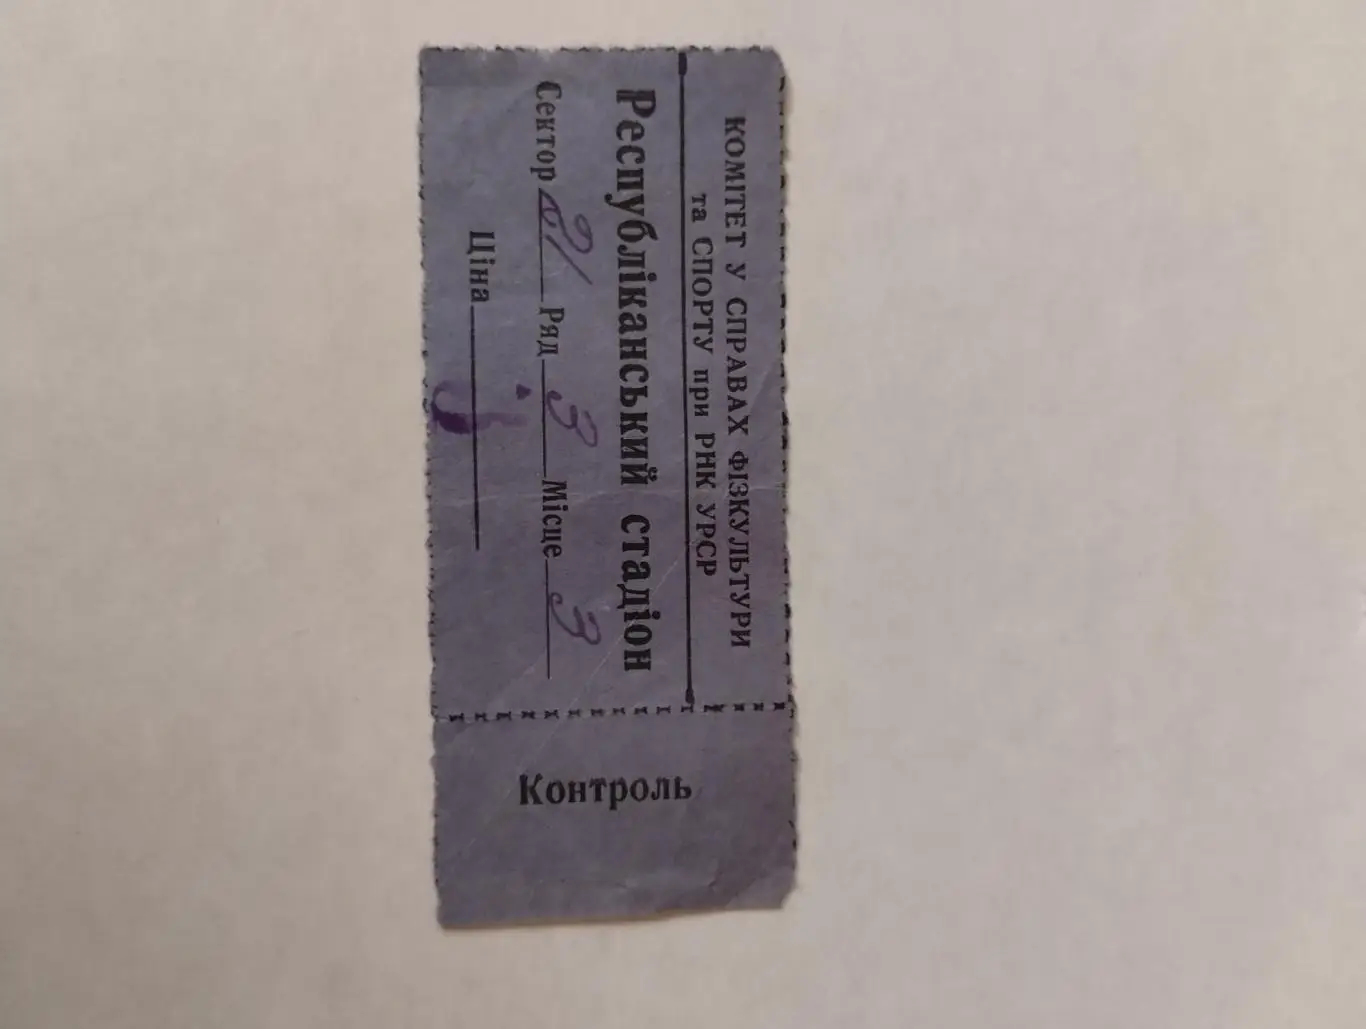 КОМІТЕТ У СПРАВАХ ФІЗКУЛЬТУРИ
та СПОРТУ при РНК УРСР
Республіканський стадіон
Сектор 21 Ряд 3 Місце 3
Ціна
Контроль